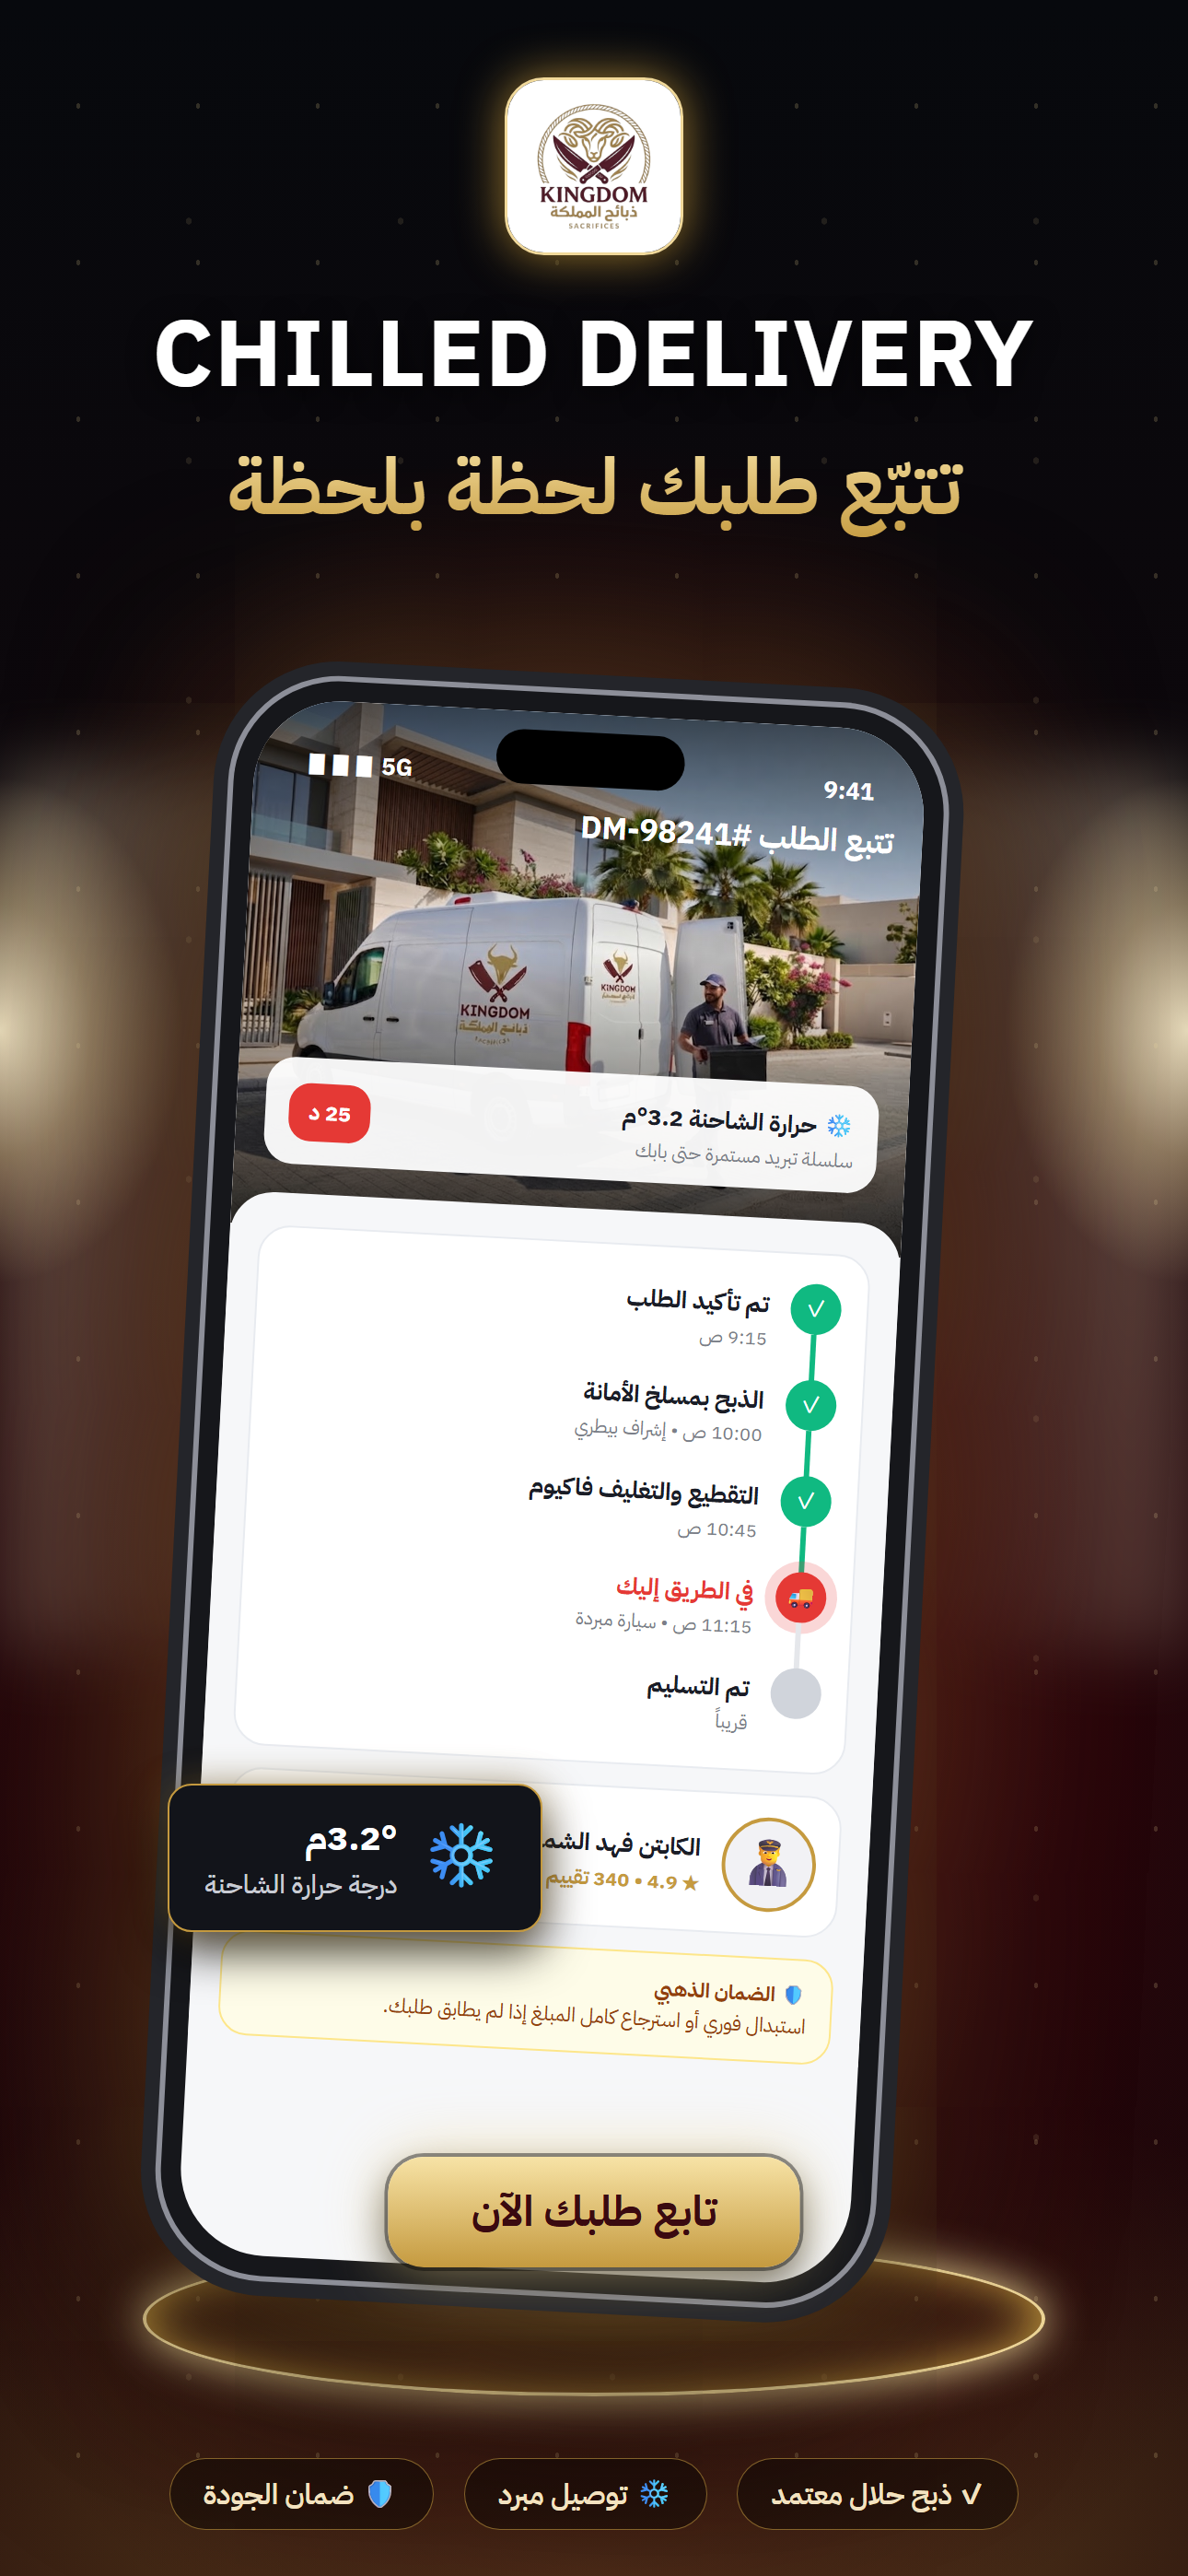 KINGDOM
ذبائح المملكة
SACRIFICES
CHILLED DELIVERY
تتبّع طلبك لحظة بلحظة
5G
9:41
تتبع الطلب #DM-98241
KINGDOM
KINGDOM
حرارة الشاحنة 3.2°م
سلسلة تبريد مستمرة حتى بابك
25 د
تم تأكيد الطلب
9:15 ص
الذبح بمسلخ الأمانة
10:00 ص • إشراف بيطري
التقطيع والتغليف فاكيوم
10:45 ص
في الطريق إليك
11:15 ص • سيارة مبردة
تم التسليم
قريباً
الكابتن فهد
★ 4.9 • 340 تقييم
3.2°م
درجة حرارة الشاحنة
الضمان الذهبي
استبدال فوري أو استرجاع كامل المبلغ إذا لم يطابق طلبك.
تابع طلبك الآن
✓ ذبح حلال معتمد
توصيل مبرد
ضمان الجودة